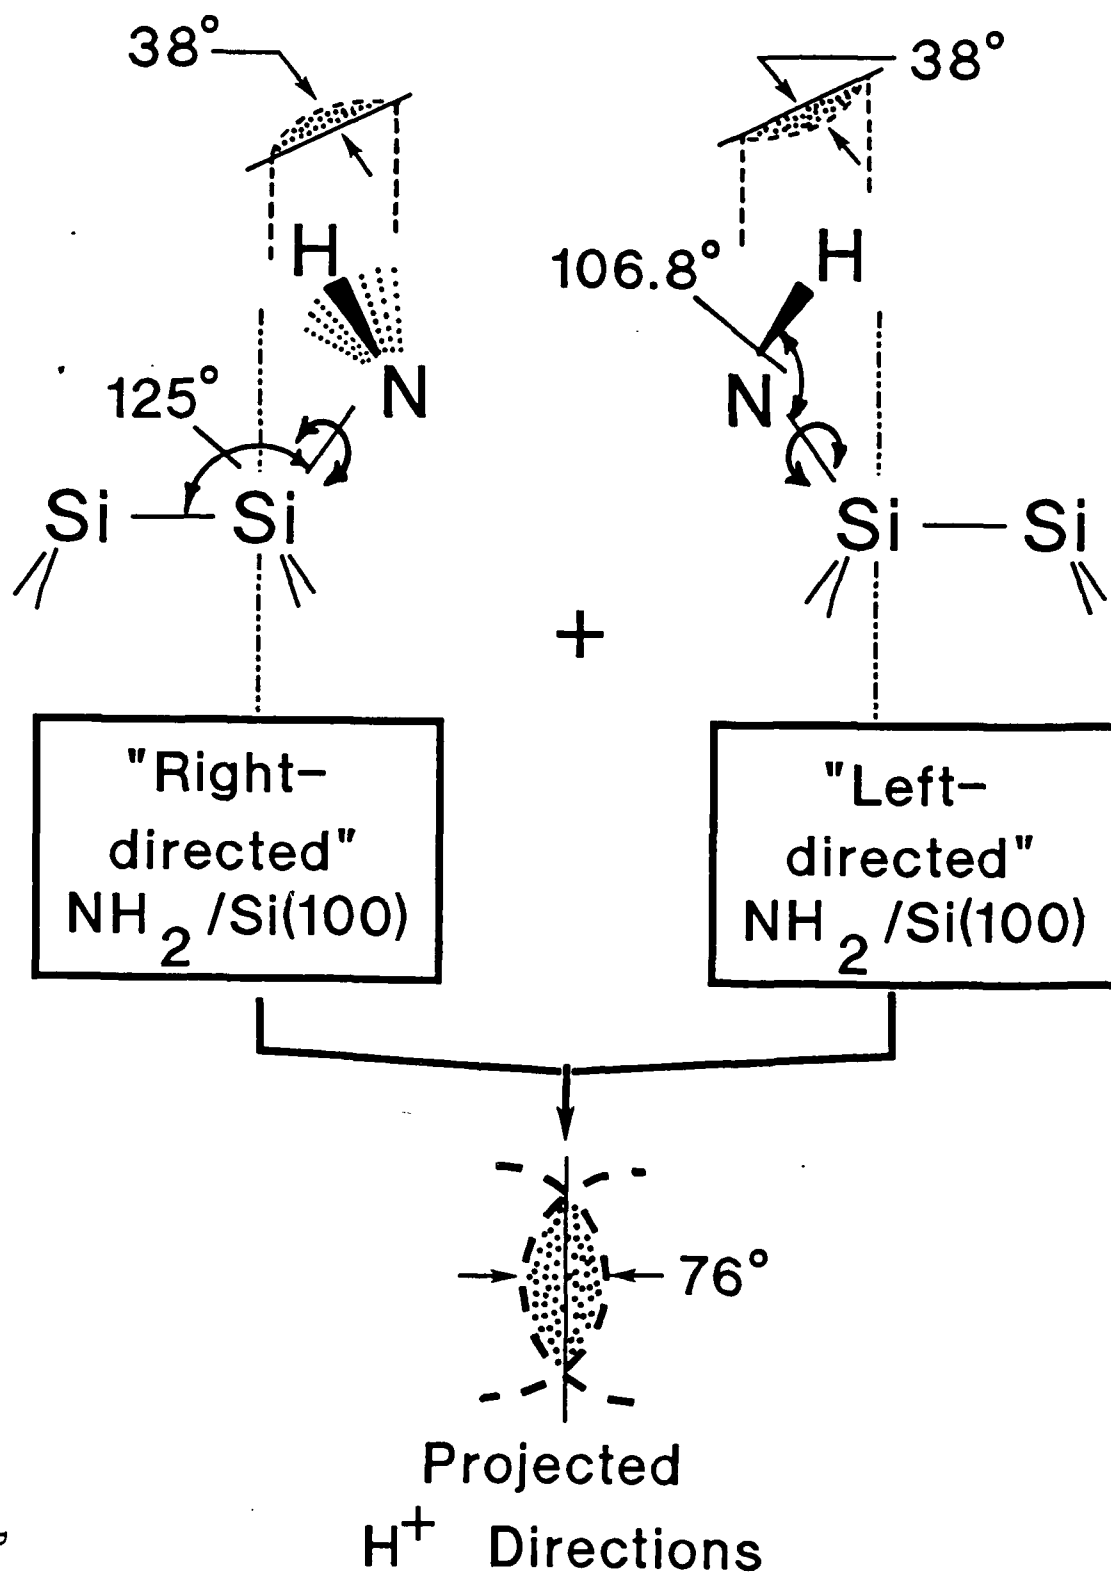 38°
38°
H
H
106.8°
125°
N
N
Si
Si
Si
Si
+
"Right-
directed"
NH2/Si(100)
"Left-
directed"
NH2/Si(100)
76°
Projected
H+ Directions